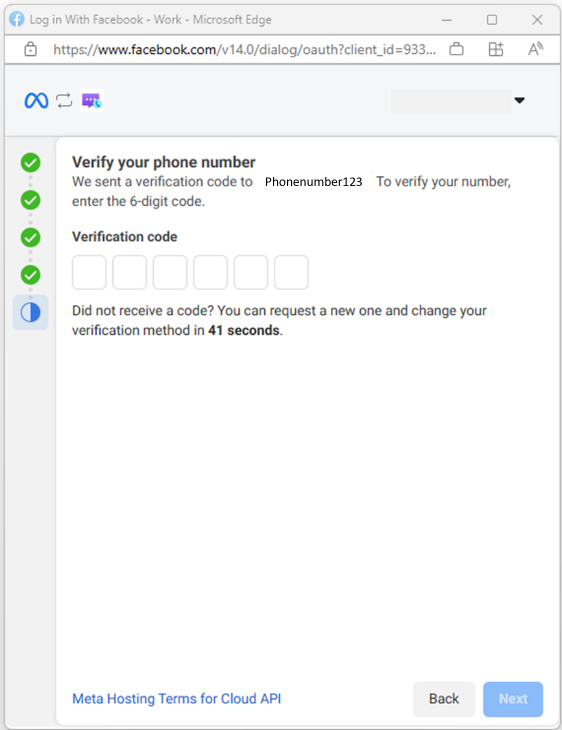 Log in With Facebook - Work - Microsoft Edge
https://www.facebook.com/v14.0/dialog/oauth?client_id=933...
Verify your phone number
We sent a verification code to Phonenumber123 To verify your number,
enter the 6-digit code.
Verification code
Did not receive a code? You can request a new one and change your
verification method in 41 seconds.
Meta Hosting Terms for Cloud API
Back
Next